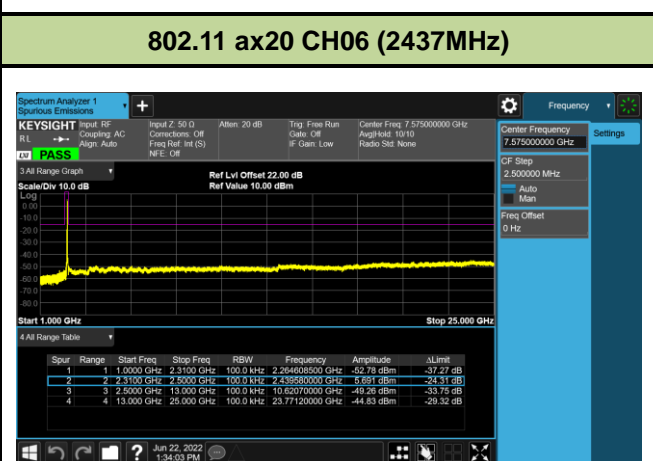 802.11 ax20 CH06 (2437MHz)
Spectrum Analyzer 1
Spurious Emissions
Frequency
KEYSIGHT
Input: RF
Coupling: AC
Align: Auto
Input Z: 50 Ω
Corrections: Off
Freq Ref: Int (S)
NFE: Off
Atten: 20 dB
Trig: Free Run
Gate: Off
IF Gain: Low
Center Freq: 7.575000000 GHz
Avg|Hold: 10/10
Radio Std: None
R L
LXI
PASS
Center Frequency
7.575000000 GHz
Settings
CF Step
2.500000 MHz
Auto
Man
Freq Offset
0 Hz
3 All Range Graph
Scale/Div 10.0 dB
Ref Lvl Offset 22.00 dB
Ref Value 10.00 dBm
Log
0.00
-10.0
-20.0
-30.0
-40.0
-50.0
-60.0
-70.0
-80.0
Start 1.000 GHz Stop 25.000 GHz
4 All Range Table
Spur Range Start Freq Stop Freq RBW Frequency Amplitude ΔLimit
1 1 1.0000 GHz 2.3100 GHz 100.0 kHz 2.264608500 GHz -52.78 dBm -37.27 dB
2 2 2.3100 GHz 2.5000 GHz 100.0 kHz 2.439580000 GHz 5.691 dBm -24.31 dB
3 3 2.5000 GHz 13.000 GHz 100.0 kHz 10.62070000 GHz -49.26 dBm -33.75 dB
4 4 13.000 GHz 25.000 GHz 100.0 kHz 23.77120000 GHz -44.83 dBm -29.32 dB
?
Jun 22, 2022
1:34:03 PM